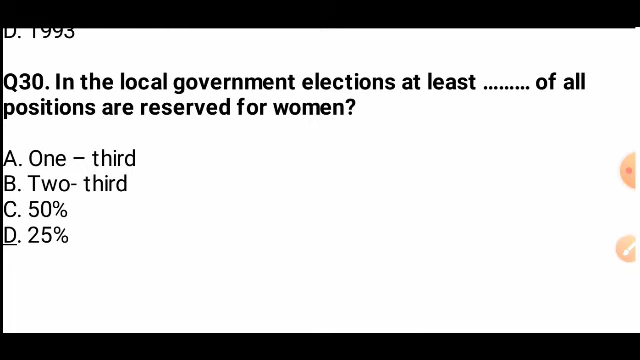 D. 1993
Q30. In the local government elections at least ......... of all
positions are reserved for women?
A. One – third
B. Two- third
C. 50%
D. 25%